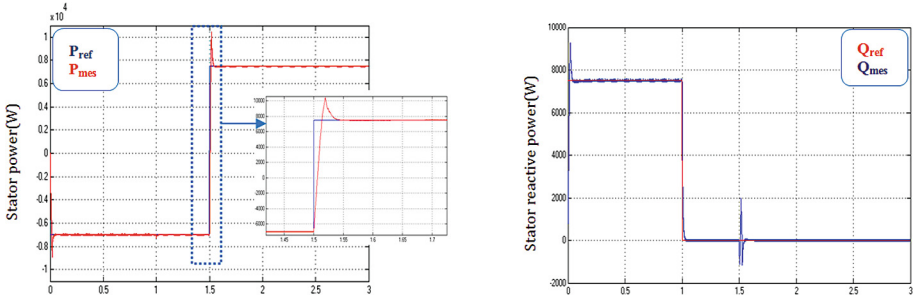 x 10⁴
1
0.8
0.6
0.4
0.2
0
-0.2
-0.4
-0.6
-0.8
-1
0 0.5 1 1.5 2 2.5 3
Stator power(W)
Pref
Pmes
10000
8000
6000
4000
2000
0
-2000
-4000
-6000
1.45 1.5 1.55 1.6 1.65 1.7
10000
8000
6000
4000
2000
0
-2000
0 0.5 1 1.5 2 2.5 3
Stator reactive power(W)
Qref
Qmes